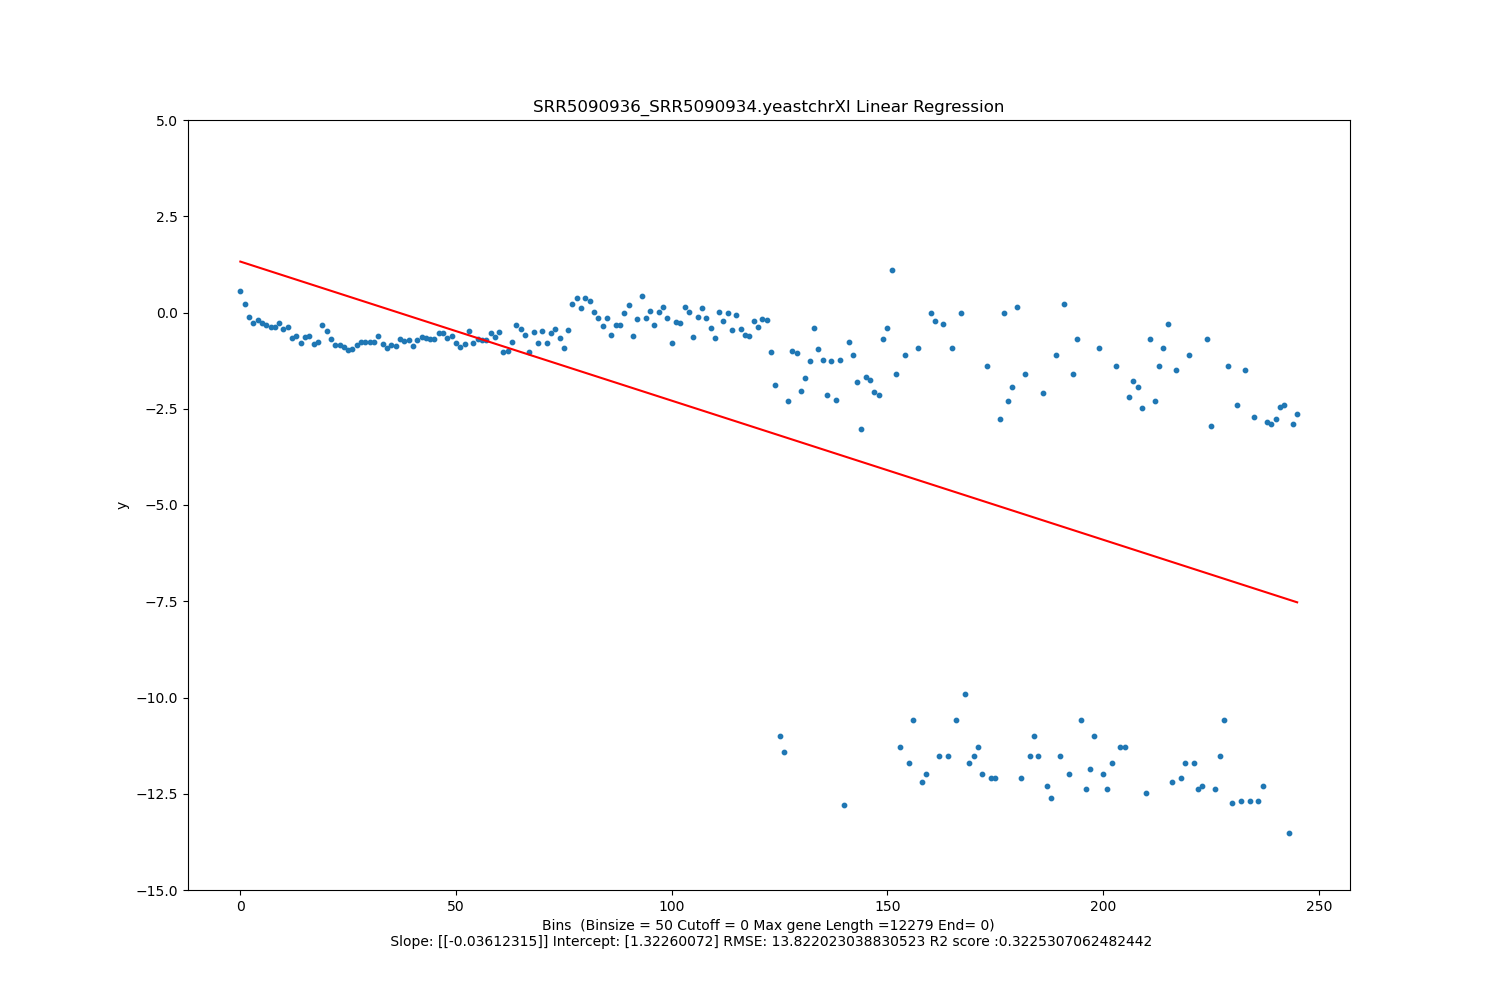 SRR5090936_SRR5090934.yeastchrXI Linear Regression
5.0
2.5
0.0
−2.5
−5.0
−7.5
−10.0
−12.5
−15.0
y
0 50 100 150 200 250
Bins  (Binsize = 50 Cutoff = 0 Max gene Length =12279 End= 0)
Slope: [[-0.03612315]] Intercept: [1.32260072] RMSE: 13.822023038830523 R2 score :0.3225307062482442